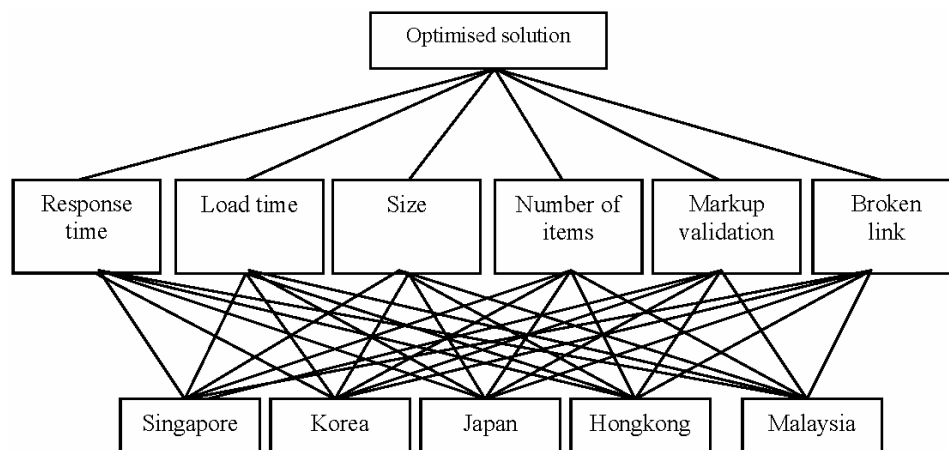 Optimised solution
Response
time
Load time
Size
Number of
items
Markup
validation
Broken
link
Singapore
Korea
Japan
Hongkong
Malaysia